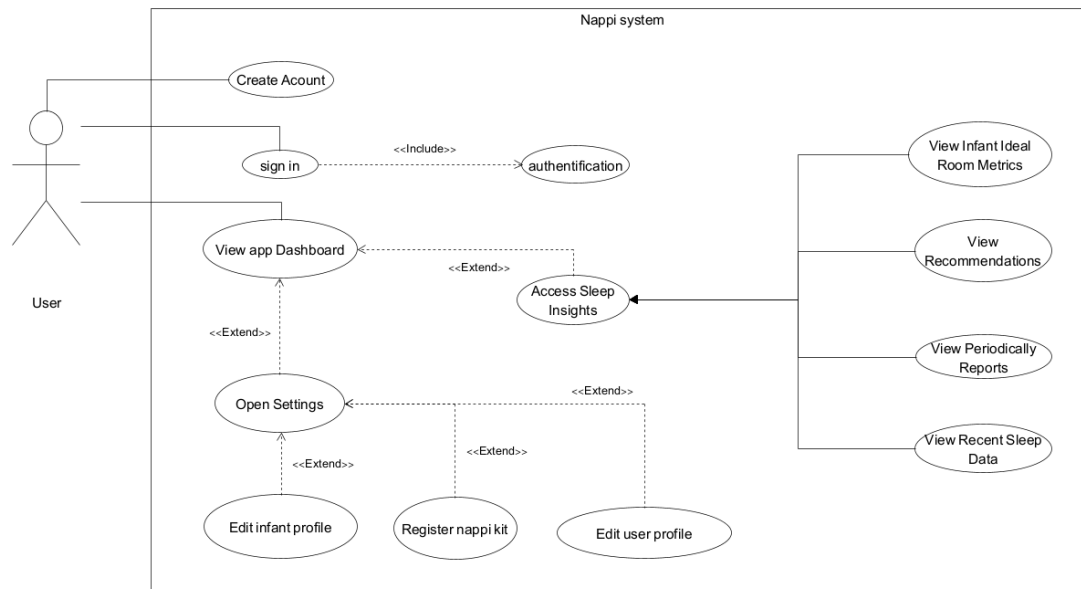 Nappi system
Create Acount
<<Include>>
sign in
authentification
View Infant Ideal
Room Metrics
View app Dashboard
<<Extend>>
View
Recommendations
Access Sleep
Insights
User
<<Extend>>
View Periodically
Reports
Open Settings
<<Extend>>
<<Extend>>
<<Extend>>
View Recent Sleep
Data
Edit infant profile
Register nappi kit
Edit user profile